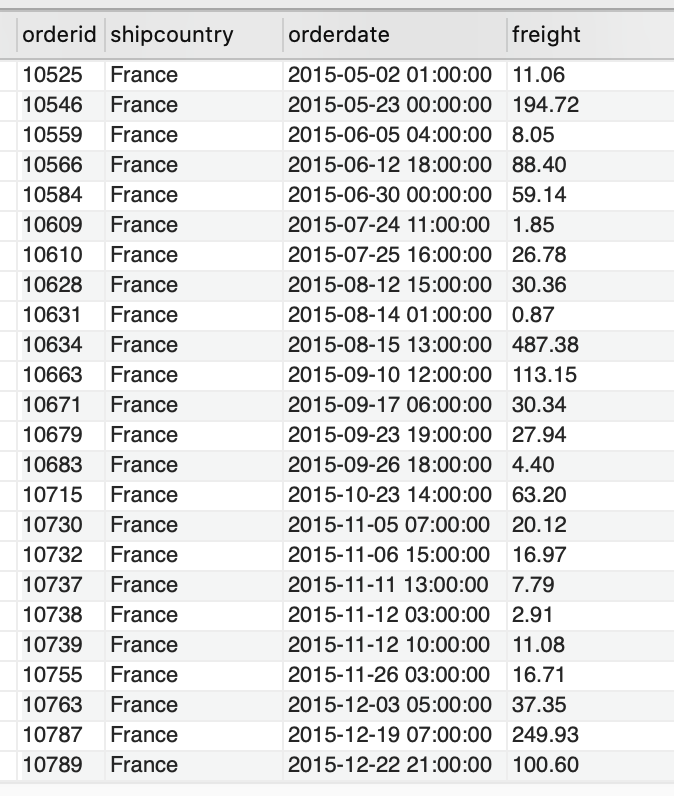 orderid shipcountry orderdate freight
10525 France 2015-05-02 01:00:00 11.06
10546 France 2015-05-23 00:00:00 194.72
10559 France 2015-06-05 04:00:00 8.05
10566 France 2015-06-12 18:00:00 88.40
10584 France 2015-06-30 00:00:00 59.14
10609 France 2015-07-24 11:00:00 1.85
10610 France 2015-07-25 16:00:00 26.78
10628 France 2015-08-12 15:00:00 30.36
10631 France 2015-08-14 01:00:00 0.87
10634 France 2015-08-15 13:00:00 487.38
10663 France 2015-09-10 12:00:00 113.15
10671 France 2015-09-17 06:00:00 30.34
10679 France 2015-09-23 19:00:00 27.94
10683 France 2015-09-26 18:00:00 4.40
10715 France 2015-10-23 14:00:00 63.20
10730 France 2015-11-05 07:00:00 20.12
10732 France 2015-11-06 15:00:00 16.97
10737 France 2015-11-11 13:00:00 7.79
10738 France 2015-11-12 03:00:00 2.91
10739 France 2015-11-12 10:00:00 11.08
10755 France 2015-11-26 03:00:00 16.71
10763 France 2015-12-03 05:00:00 37.35
10787 France 2015-12-19 07:00:00 249.93
10789 France 2015-12-22 21:00:00 100.60